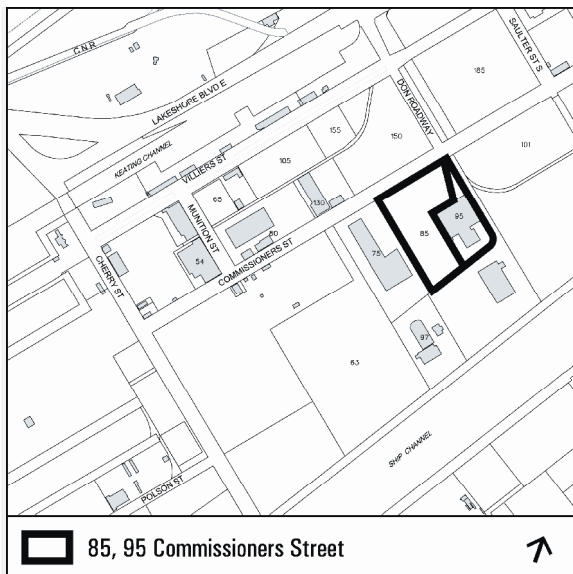 C.N.R.
SAULTER ST S
LAKESHORE BLVD E
185
DON ROADWAY
KEATING CHANNEL
155
150
101
VILLIERS ST
105
65
130
MUNITION ST
80
95
85
54
COMMISSIONERS ST
75
CHERRY ST
97
63
SHIP CHANNEL
POLSON ST
85, 95 Commissioners Street